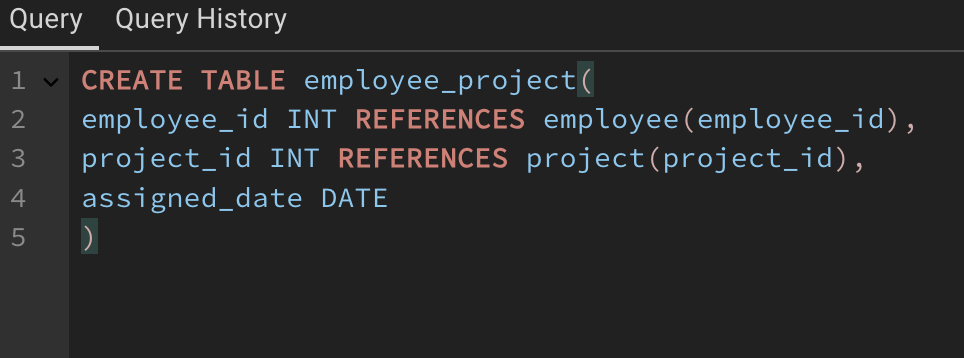 Query Query History
1 CREATE TABLE employee_project(
2 employee_id INT REFERENCES employee(employee_id),
3 project_id INT REFERENCES project(project_id),
4 assigned_date DATE
5 )